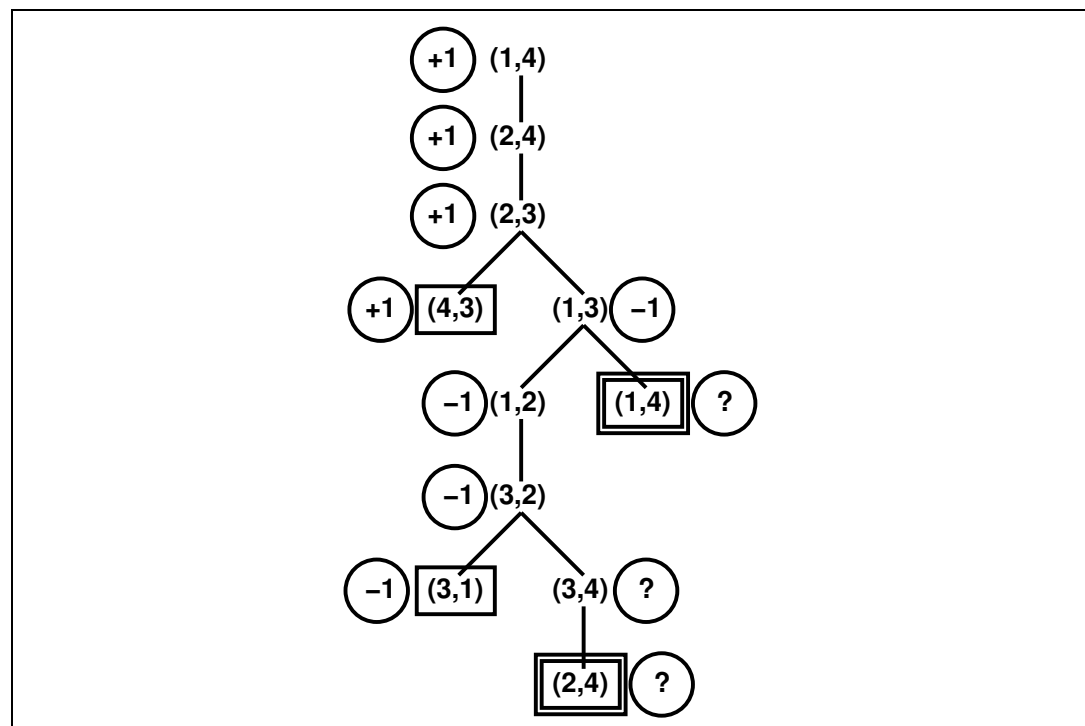 +1 (1,4)
+1 (2,4)
+1 (2,3)
+1 (4,3) (1,3) −1
−1 (1,2) (1,4) ?
−1 (3,2)
−1 (3,1) (3,4) ?
(2,4) ?